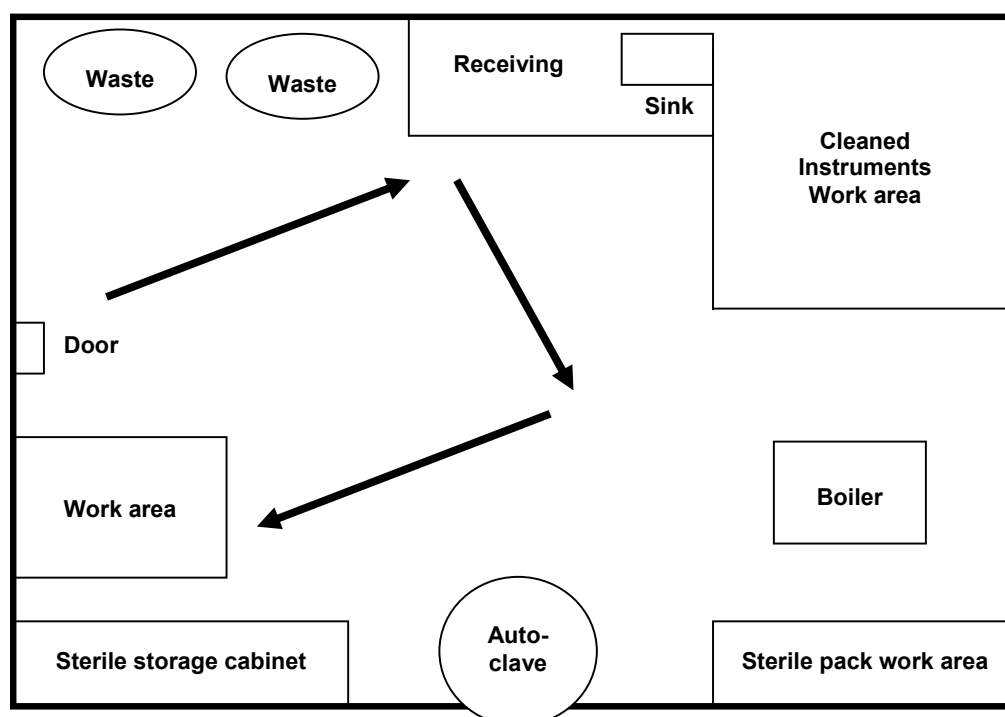 Waste
Waste
Receiving
Sink
Cleaned
Instruments
Work area
Door
Work area
Boiler
Sterile storage cabinet
Auto-
clave
Sterile pack work area